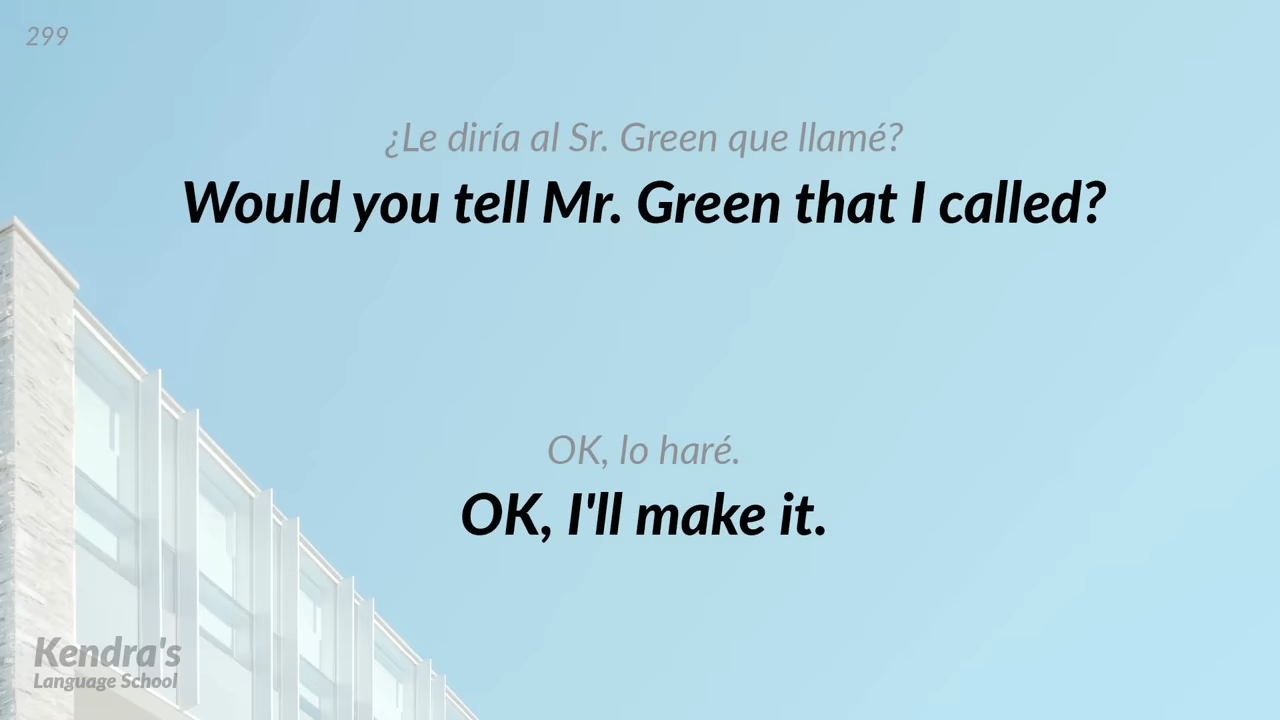 299
¿Le diría al Sr. Green que llamé?
Would you tell Mr. Green that I called?
OK, lo haré.
OK, I'll make it.
Kendra's
Language School